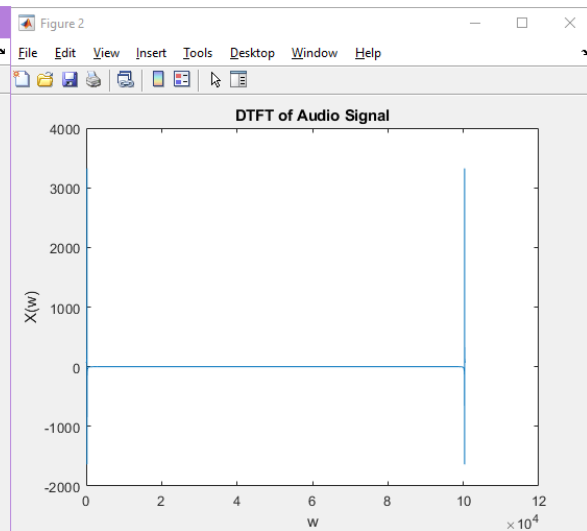 Figure 2
File Edit View Insert Tools Desktop Window Help
DTFT of Audio Signal
4000
3000
2000
1000
0
-1000
-2000
X(w)
0 2 4 6 8 10 12
w
×10^4